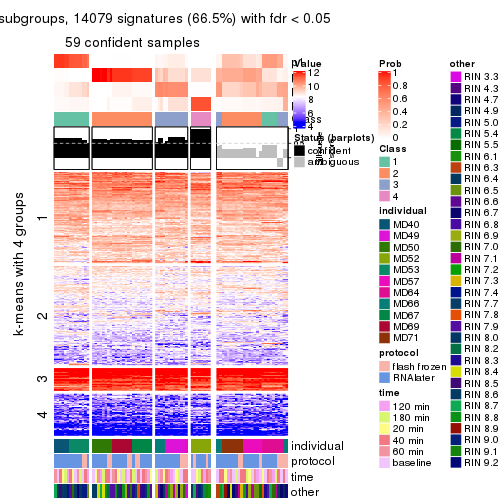 subgroups, 14079 signatures (66.5%) with fdr < 0.05
59 confident samples
k-means with 4 groups
1
2
3
4
individual
protocol
time
other
Value
12
10
8
6
4
Status (barplots)
confident
ambiguous
Prob
1
0.8
0.6
0.4
0.2
0
Class
1
2
3
4
individual
MD40
MD49
MD50
MD52
MD53
MD57
MD64
MD66
MD67
MD69
MD71
protocol
flash frozen
RNAlater
time
120 min
180 min
20 min
40 min
60 min
baseline
other
RIN 3.3
RIN 4.3
RIN 4.7
RIN 4.9
RIN 5.0
RIN 5.4
RIN 5.5
RIN 6.1
RIN 6.3
RIN 6.4
RIN 6.5
RIN 6.6
RIN 6.7
RIN 6.8
RIN 6.9
RIN 7.0
RIN 7.1
RIN 7.2
RIN 7.3
RIN 7.4
RIN 7.7
RIN 7.8
RIN 7.9
RIN 8.0
RIN 8.2
RIN 8.3
RIN 8.4
RIN 8.5
RIN 8.6
RIN 8.7
RIN 8.8
RIN 8.9
RIN 9.0
RIN 9.1
RIN 9.2